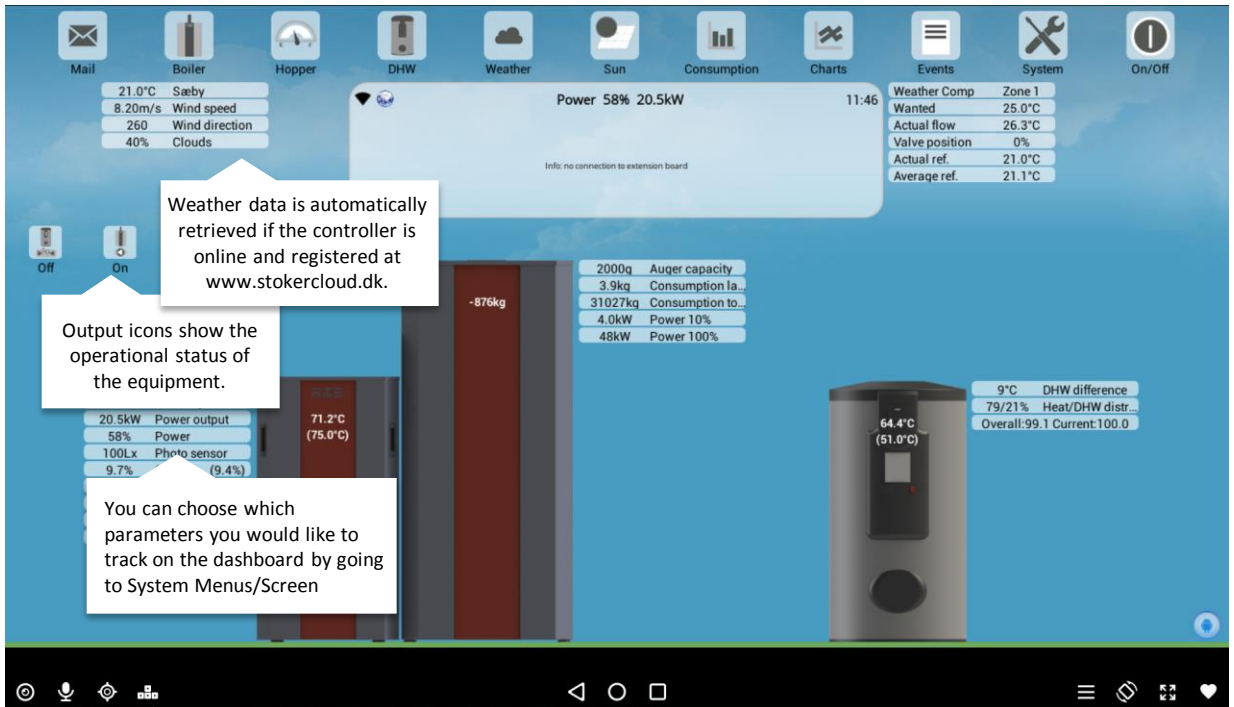 Mail Boiler Hopper DHW Weather Sun Consumption Charts Events System On/Off
21.0°C Sæby
8.20m/s Wind speed
260 Wind direction
40% Clouds
Power 58% 20.5kW 11:46
Info: no connection to extension board
Weather Comp Zone 1
Wanted 25.0°C
Actual flow 26.3°C
Valve position 0%
Actual ref. 21.0°C
Average ref. 21.1°C
Weather data is automatically
retrieved if the controller is
online and registered at
www.stokercloud.dk.
Off On
Output icons show the
operational status of
the equipment.
-876kg
2000g Auger capacity
3.9kg Consumption la...
31027kg Consumption to...
4.0kW Power 10%
48kW Power 100%
20.5kW Power output
58% Power
100Lx Photo sensor
9.7% (9.4%)
71.2°C
(75.0°C)
You can choose which
parameters you would like to
track on the dashboard by going
to System Menus/Screen
64.4°C
(51.0°C)
9°C DHW difference
79/21% Heat/DHW distr...
Overall:99.1 Current:100.0